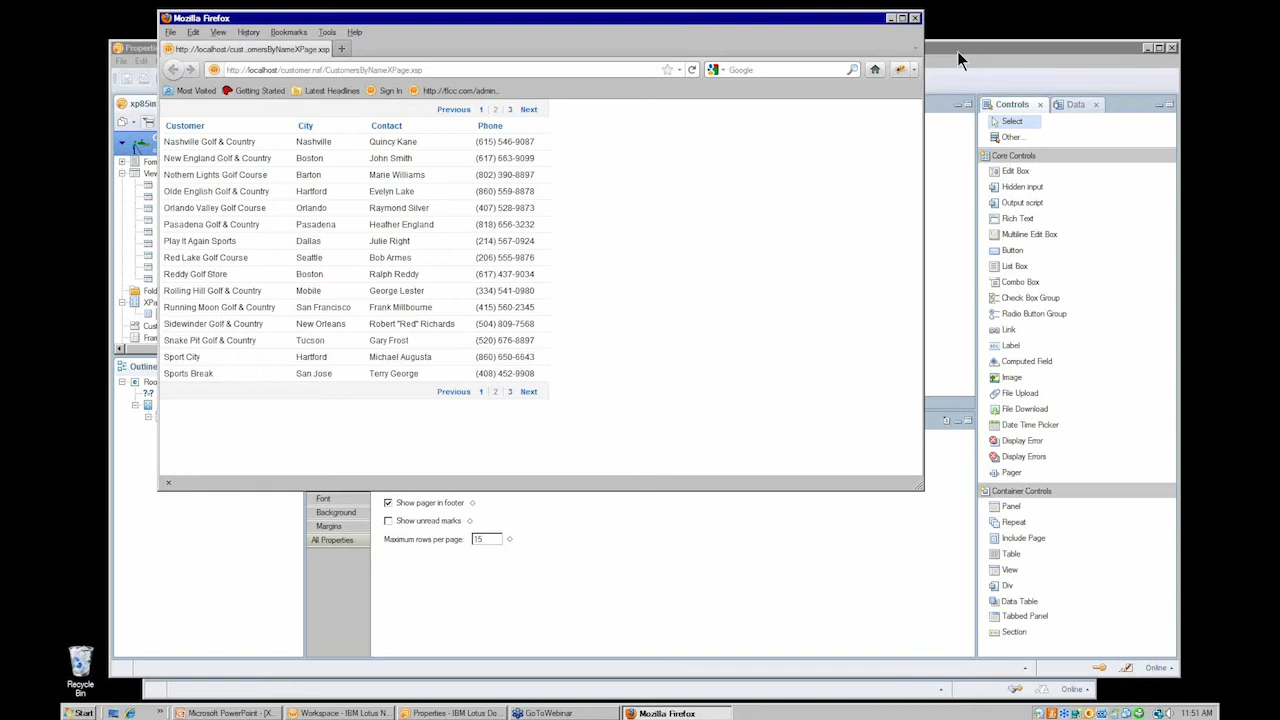 Mozilla Firefox
File Edit View History Bookmarks Tools Help
http://localhost/cust...omersByNameXPage.xsp
http://localhost/customer.nsf/CustomersByNameXPage.xsp
Google
Most Visited Getting Started Latest Headlines Sign In http://tlcc.com/admin...
Previous 1 2 3 Next
Customer City Contact Phone
Nashville Golf & Country Nashville Quincy Kane (615) 546-9087
New England Golf & Country Boston John Smith (617) 663-9099
Nothern Lights Golf Course Barton Marie Williams (802) 390-8897
Olde English Golf & Country Hartford Evelyn Lake (860) 559-8878
Orlando Valley Golf Course Orlando Raymond Silver (407) 528-9873
Pasadena Golf & Country Pasadena Heather England (818) 656-3232
Play It Again Sports Dallas Julie Right (214) 567-0924
Red Lake Golf Course Seattle Bob Armes (206) 555-9876
Reddy Golf Store Boston Ralph Reddy (617) 437-9034
Rolling Hill Golf & Country Mobile George Lester (334) 541-0980
Running Moon Golf & Country San Francisco Frank Millbourne (415) 560-2345
Sidewinder Golf & Country New Orleans Robert "Red" Richards (504) 809-7568
Snake Pit Golf & Country Tucson Gary Frost (520) 676-8897
Sport City Hartford Michael Augusta (860) 650-6643
Sports Break San Jose Terry George (408) 452-9908
Previous 1 2 3 Next
Properti
File Ed
xp85in
Fom
View
Fold
XPa
Cust
Fram
Outline
Roo
Font
Background
Margins
All Properties
Show pager in footer
Show unread marks
Maximum rows per page: 15
Controls Data
Select
Other...
Core Controls
Edit Box
Hidden input
Output script
Rich Text
Multiline Edit Box
Button
List Box
Combo Box
Check Box Group
Radio Button Group
Link
Label
Computed Field
Image
File Upload
File Download
Date Time Picker
Display Error
Display Errors
Pager
Container Controls
Panel
Repeat
Include Page
Table
View
Div
Data Table
Tabbed Panel
Section
Online
Online
Recycle
Bin
Start Microsoft PowerPoint - [X... Workspace - IBM Lotus N... Properties - IBM Lotus Do... GoToWebinar Mozilla Firefox 11:51 AM